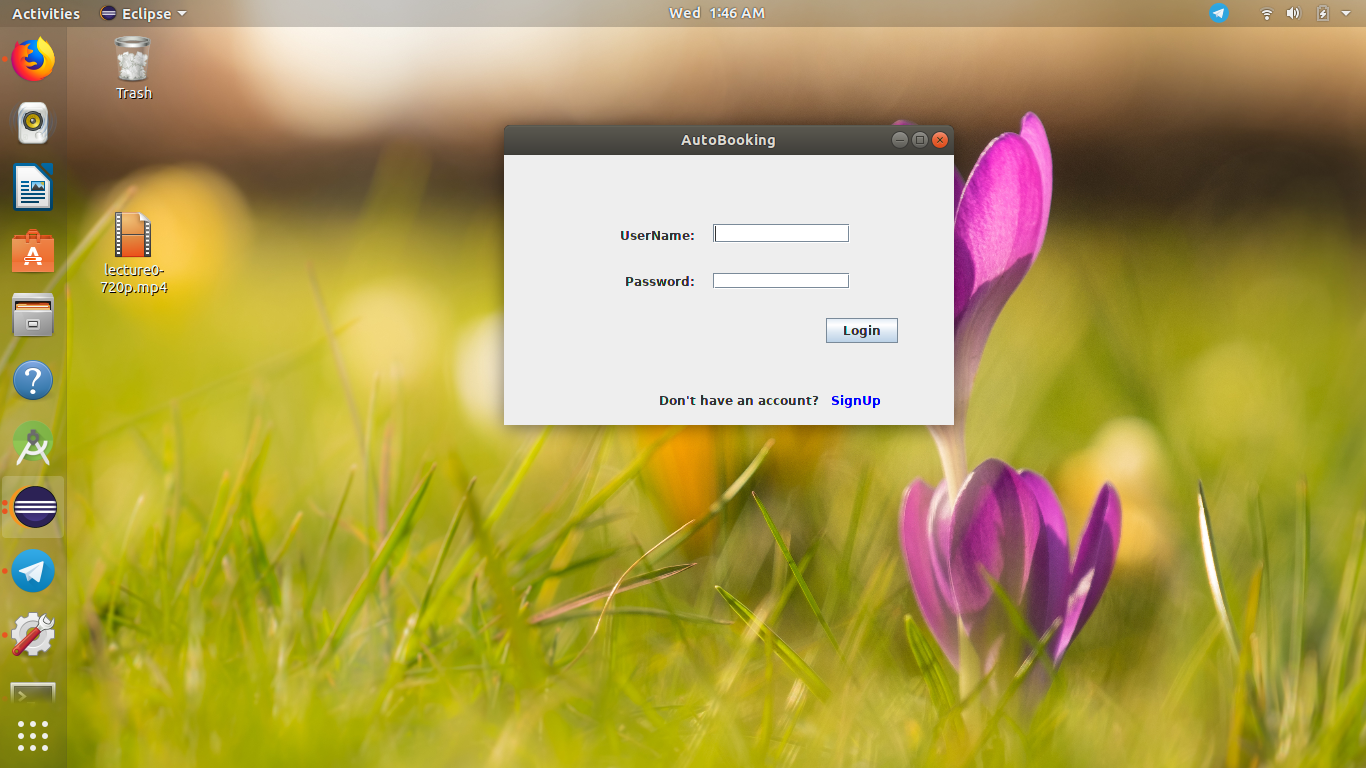 Activities
Eclipse
Wed 1:46 AM
Trash
lecture0-
720p.mp4
AutoBooking
UserName:
Password:
Login
Don't have an account? SignUp